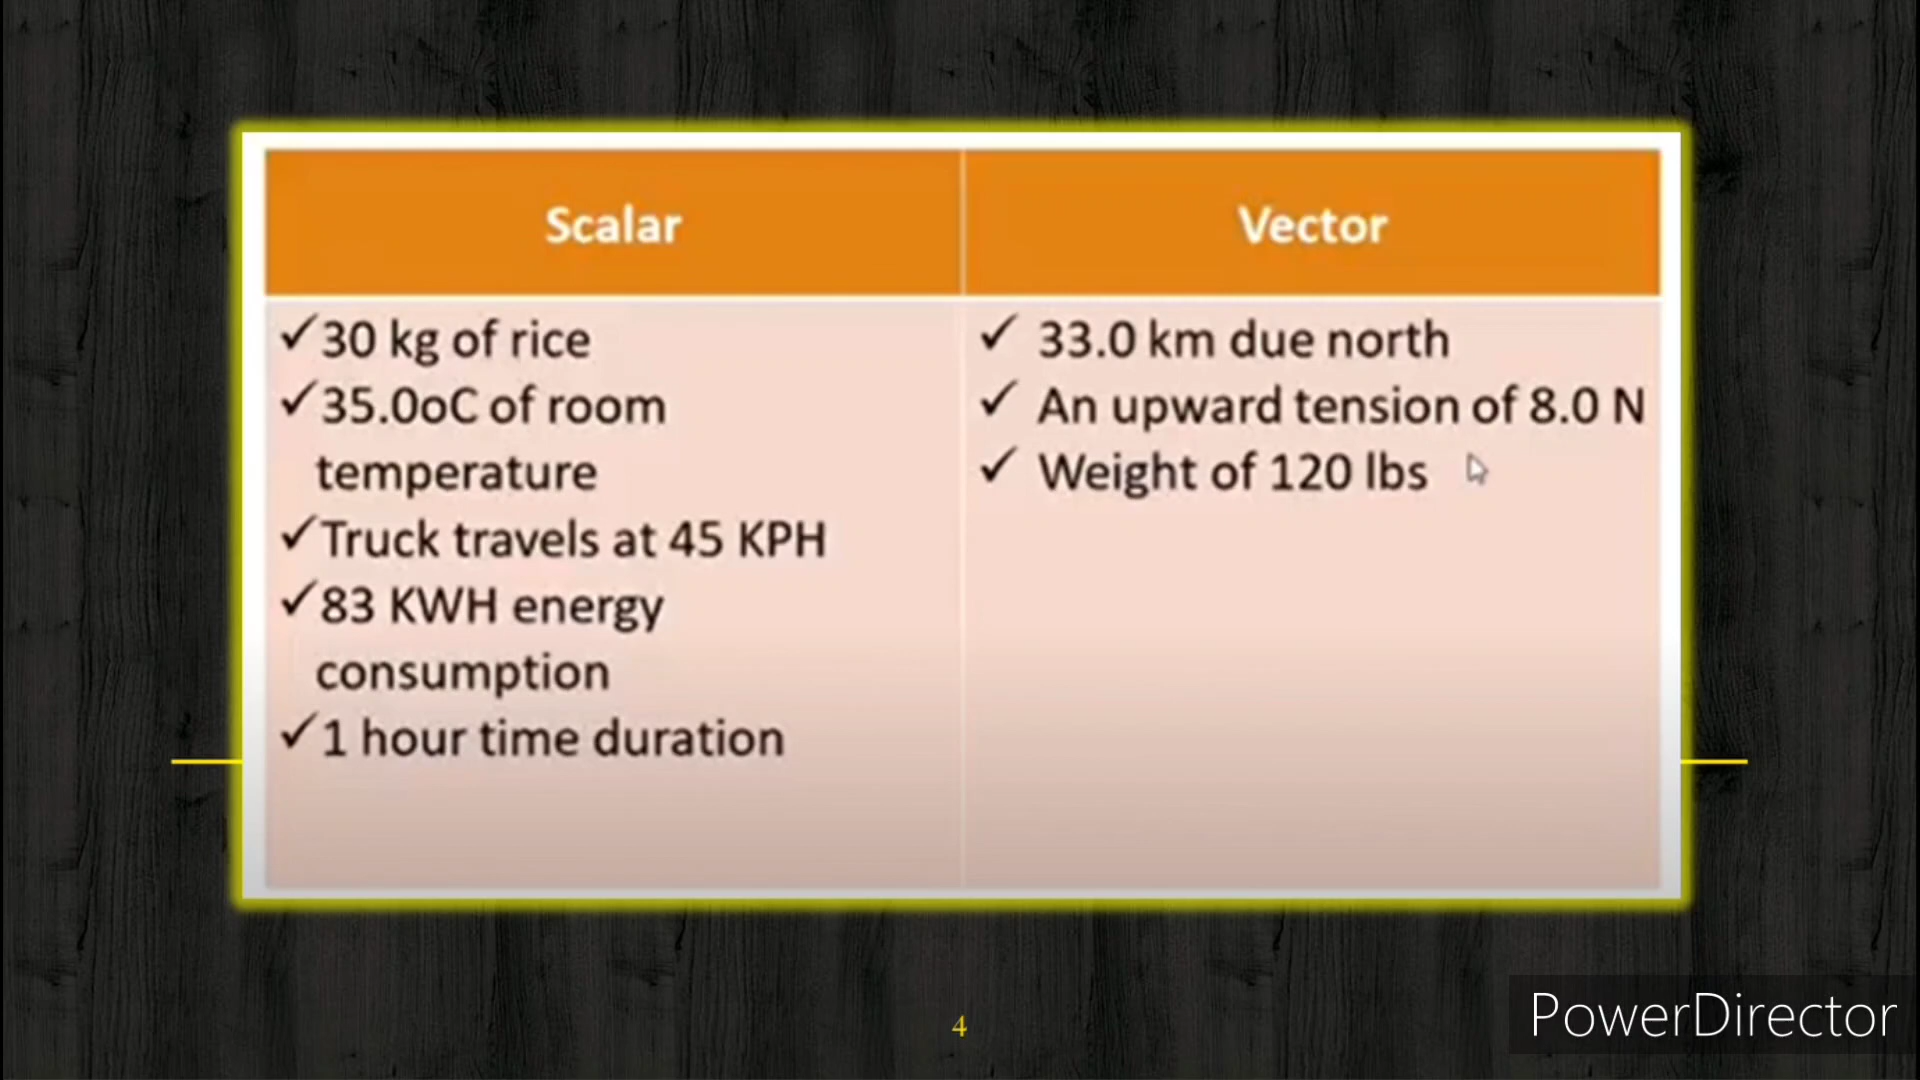 Scalar
Vector
✓30 kg of rice
✓35.0oC of room
temperature
✓Truck travels at 45 KPH
✓83 KWH energy
consumption
✓1 hour time duration
✓ 33.0 km due north
✓ An upward tension of 8.0 N
✓ Weight of 120 lbs
4
PowerDirector